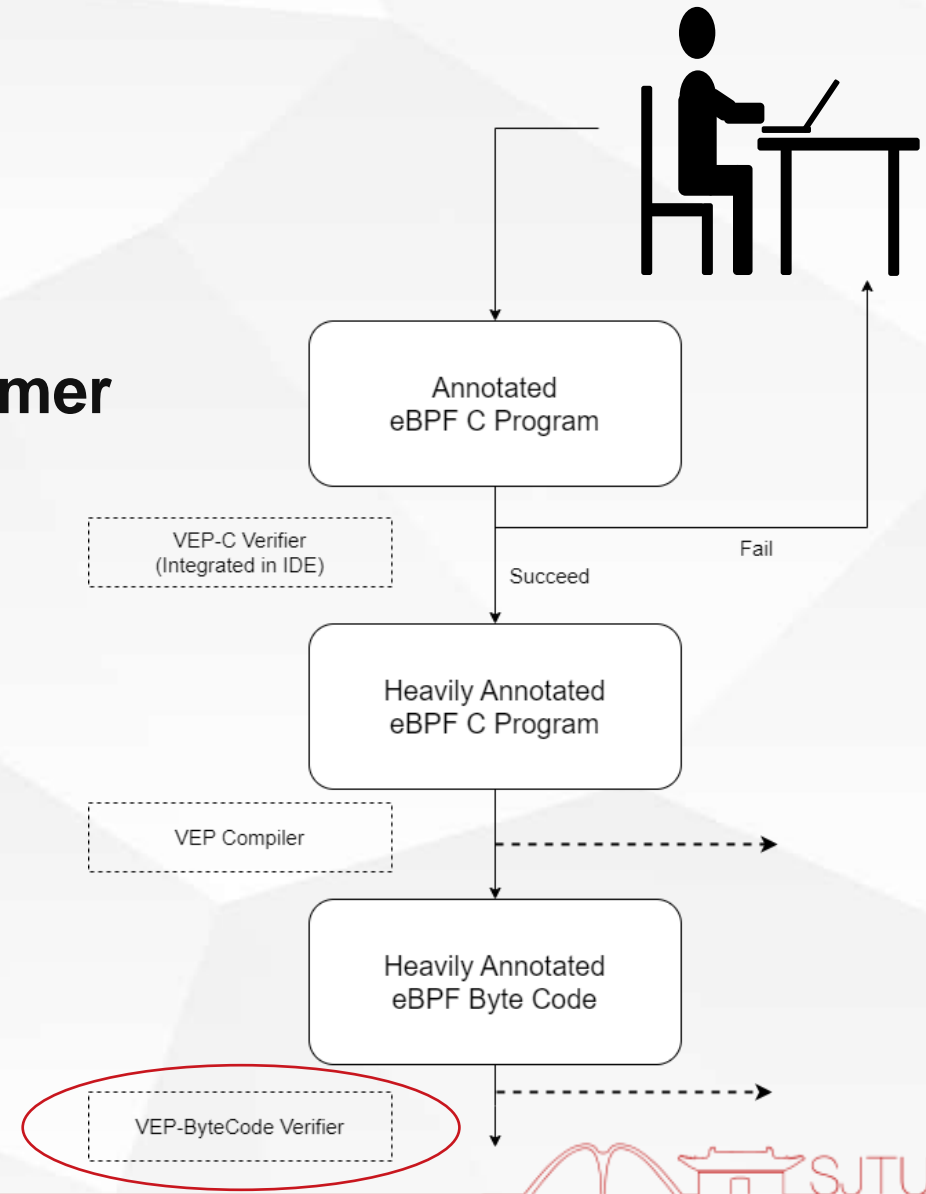 mer
Annotated
eBPF C Program
VEP-C Verifier
(Integrated in IDE)
Fail
Succeed
Heavily Annotated
eBPF C Program
VEP Compiler
Heavily Annotated
eBPF Byte Code
VEP-ByteCode Verifier
SJTU